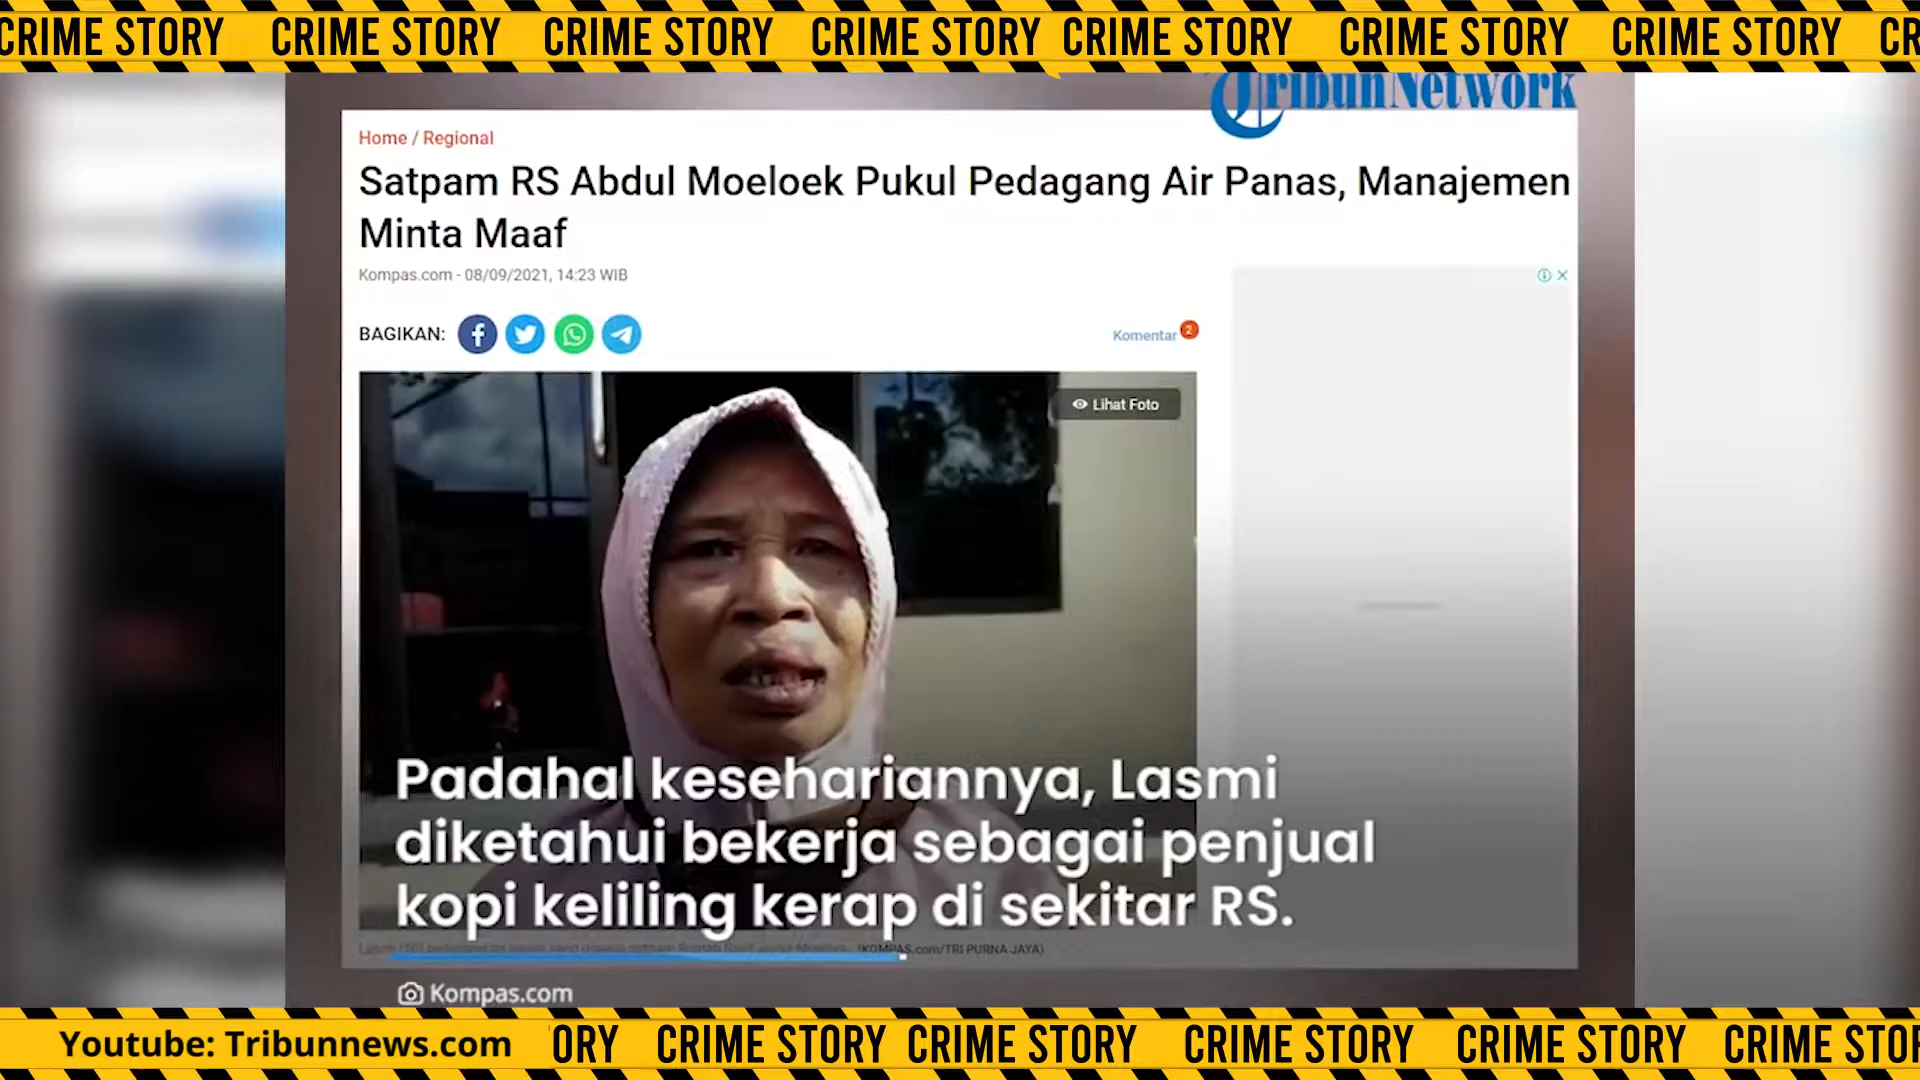 CRIME STORY CRIME STORY CRIME STORY CRIME STORY CRIME STORY CRIME STORY CRIME STORY CR
TribunNetwork
Home / Regional
Satpam RS Abdul Moeloek Pukul Pedagang Air Panas, Manajemen
Minta Maaf
Kompas.com - 08/09/2021, 14:23 WIB
BAGIKAN:
Komentar 2
Lihat Foto
Padahal kesehariannya, Lasmi
diketahui bekerja sebagai penjual
kopi keliling kerap di sekitar RS.
(KOMPAS.com/TRI PURNA JAYA)
Kompas.com
Youtube: Tribunnews.com ORY CRIME STORY CRIME STORY CRIME STORY CRIME STORY CRIME STOR